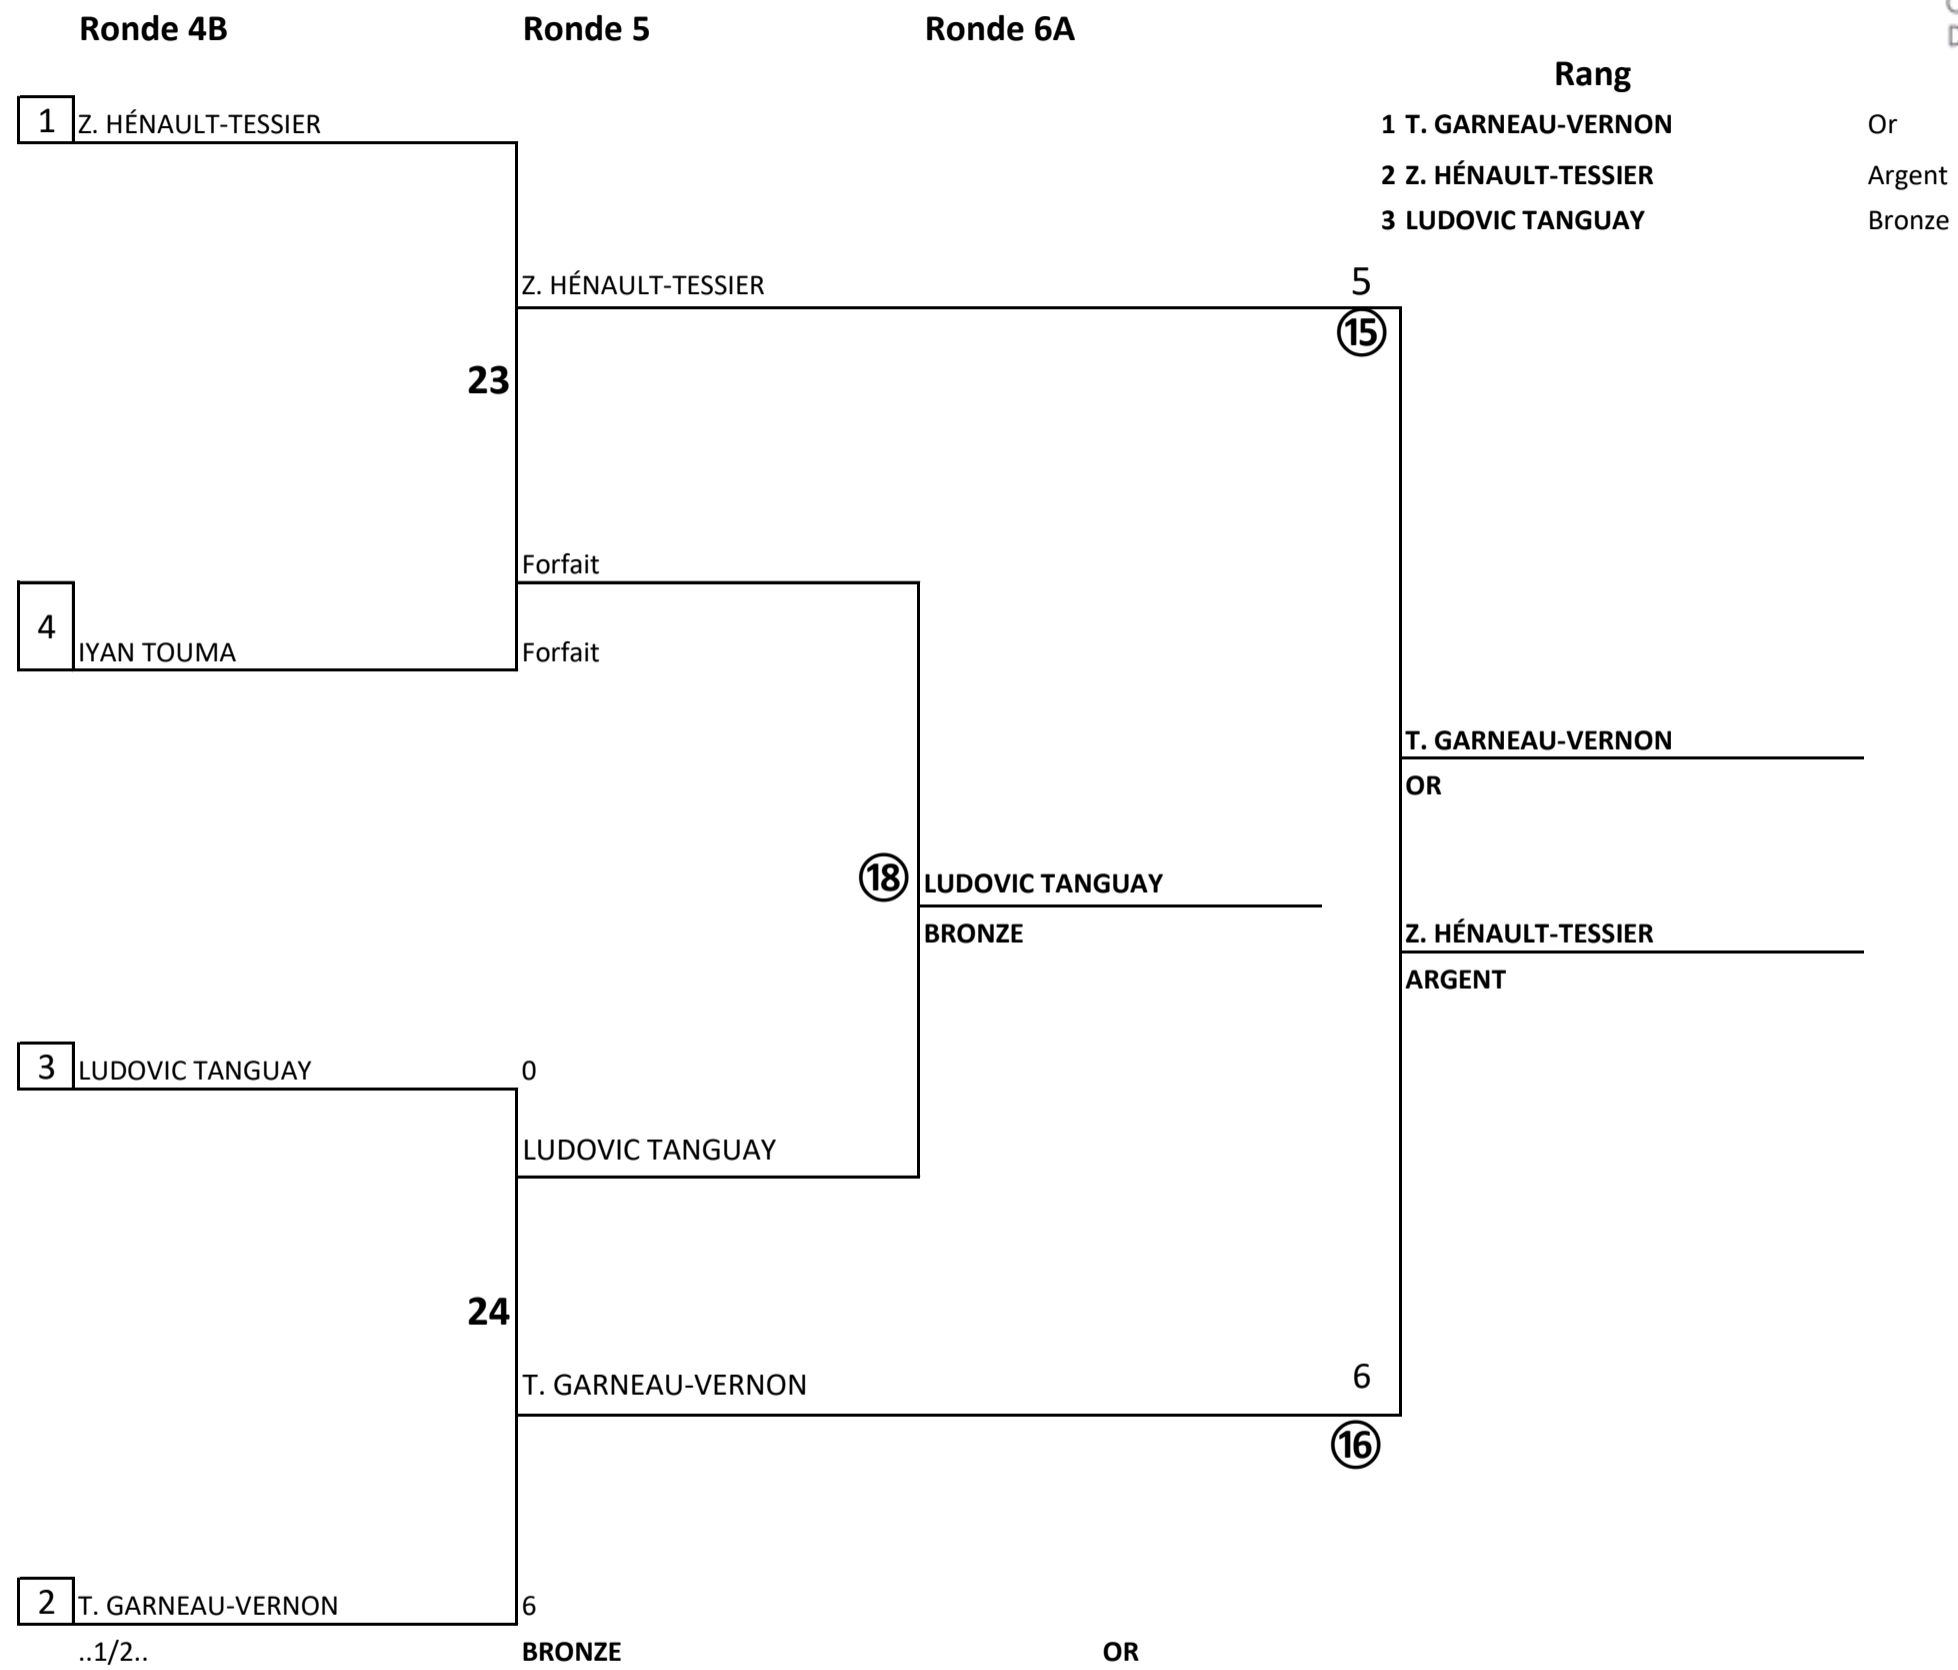 Ronde 4B Ronde 5 Ronde 6A
Rang
1 Z. HÉNAULT-TESSIER
1 T. GARNEAU-VERNON Or
2 Z. HÉNAULT-TESSIER Argent
3 LUDOVIC TANGUAY Bronze
Z. HÉNAULT-TESSIER 5
15
23
Forfait
4 IYAN TOUMA Forfait
T. GARNEAU-VERNON
OR
18 LUDOVIC TANGUAY
BRONZE
Z. HÉNAULT-TESSIER
ARGENT
3 LUDOVIC TANGUAY 0
LUDOVIC TANGUAY
24
T. GARNEAU-VERNON 6
16
2 T. GARNEAU-VERNON 6
..1/2.. BRONZE OR